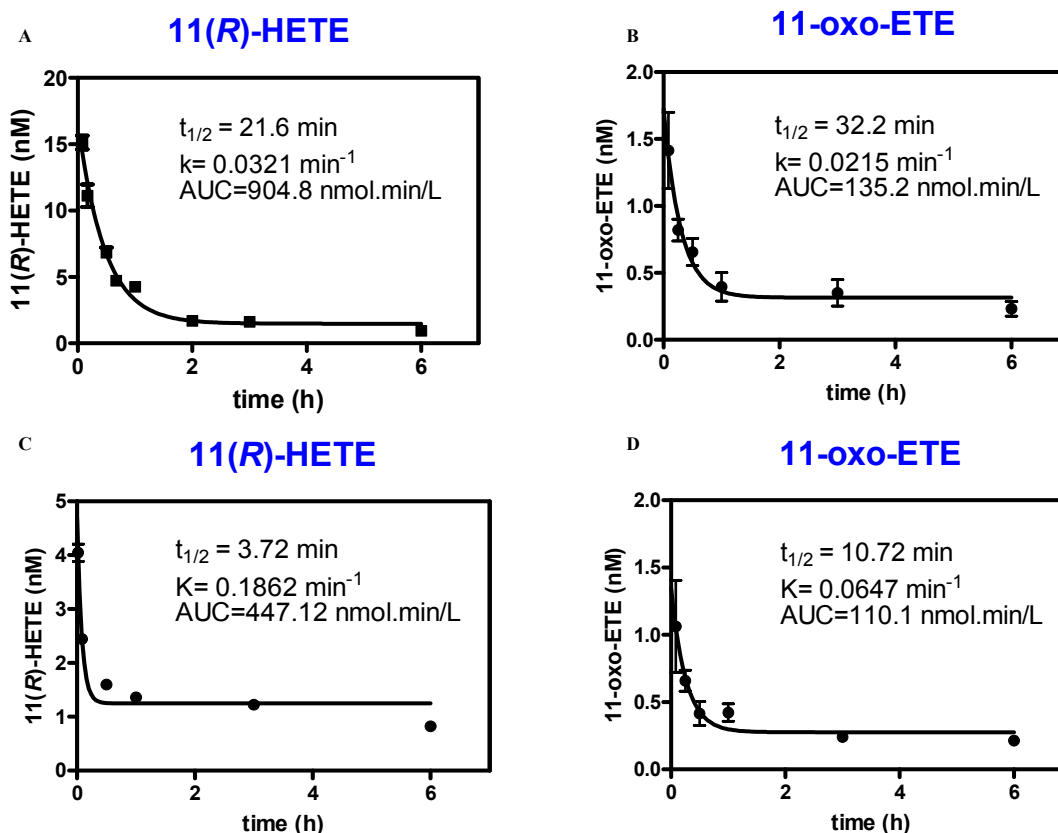 A
11(R)-HETE
20
15
10
5
0
11(R)-HETE (nM)
t1/2 = 21.6 min
k= 0.0321 min-1
AUC=904.8 nmol.min/L
0 2 4 6
time (h)
B
11-oxo-ETE
2.0
1.5
1.0
0.5
0.0
11-oxo-ETE (nM)
t1/2 = 32.2 min
k= 0.0215 min-1
AUC=135.2 nmol.min/L
0 2 4 6
time (h)
C
11(R)-HETE
5
4
3
2
1
0
11(R)-HETE (nM)
t1/2 = 3.72 min
K= 0.1862 min-1
AUC=447.12 nmol.min/L
0 2 4 6
time (h)
D
11-oxo-ETE
2.0
1.5
1.0
0.5
0.0
11-oxo-ETE (nM)
t1/2 = 10.72 min
K= 0.0647 min-1
AUC=110.1 nmol.min/L
0 2 4 6
time (h)